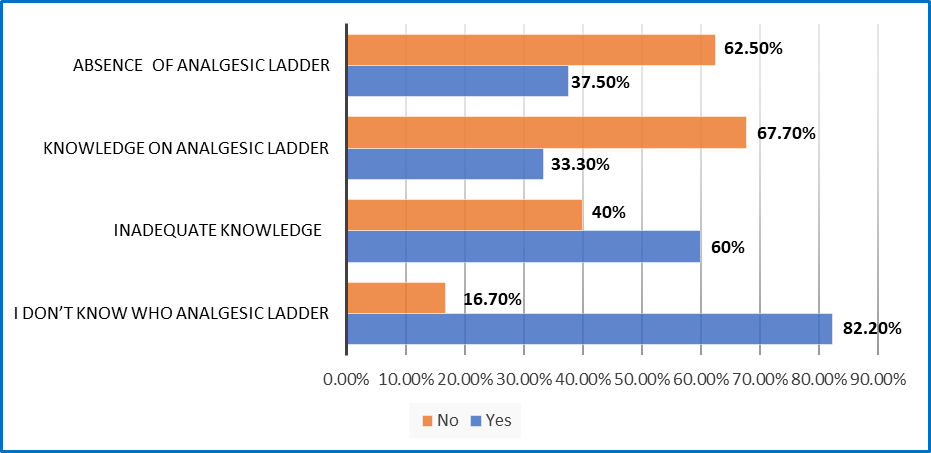 62.50%
ABSENCE OF ANALGESIC LADDER
37.50%
67.70%
KNOWLEDGE ON ANALGESIC LADDER
33.30%
40%
INADEQUATE KNOWLEDGE
60%
16.70%
I DON’T KNOW WHO ANALGESIC LADDER
82.20%
0.00% 10.00% 20.00% 30.00% 40.00% 50.00% 60.00% 70.00% 80.00% 90.00%
No Yes